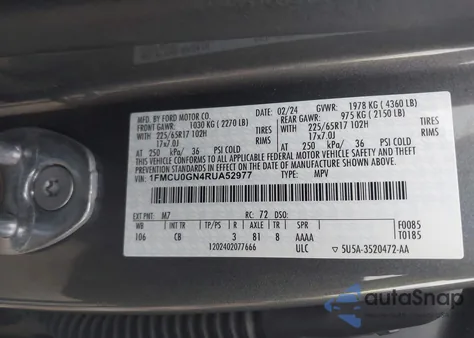 MFD. BY FORD MOTOR CO. 02/24 GVWR: 1978 KG (4360 LB)
FRONT GAWR: 1030 KG (2270 LB) REAR GAWR: 975 KG (2150 LB)
225/65R17 102H TIRES 225/65R17 102H TIRES
17x7.0J RIMS 17x7.0J RIMS
AT 250 kPa/ 36 PSI COLD AT 250 kPa/ 36 PSI COLD
THIS VEHICLE CONFORMS TO ALL APPLICABLE FEDERAL MOTOR VEHICLE SAFETY AND THEFT
PREVENTION STANDARDS IN EFFECT ON THE DATE OF MANUFACTURE SHOWN ABOVE.
VIN: 1FMCU0GN4RUA52977 TYPE: MPV
EXT PNT: M7 RC: 72 DSO:
WB INT TR TP/PS R AXLE TR SPR F0085
106 CB 3 81 8 AAAA T0185
1202402077666 ULC ▽ 5U5A-3520472-AA
autoSnap